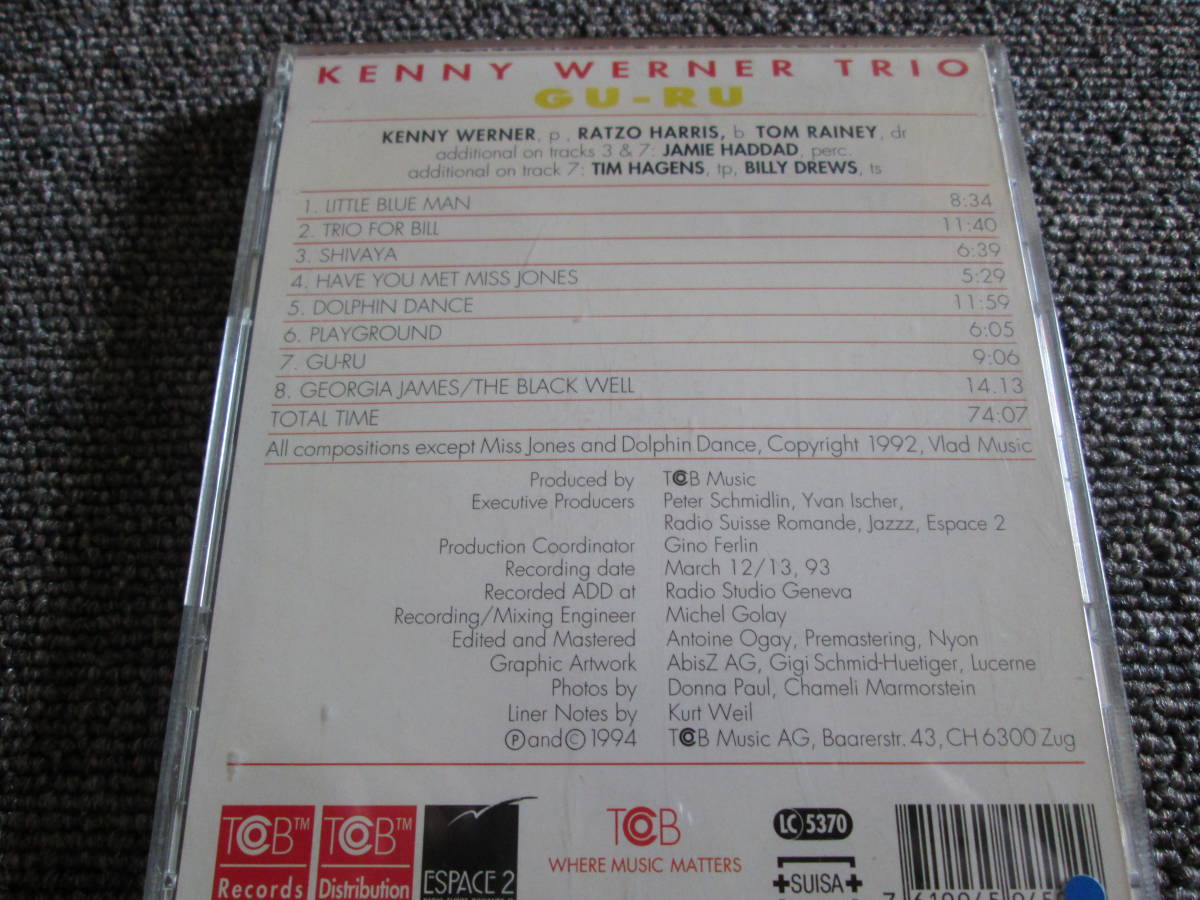 KENNY WERNER TRIO
GU-RU
KENNY WERNER, p , RATZO HARRIS, b TOM RAINEY, dr
additional on tracks 3 & 7: JAMIE HADDAD, perc.
additional on track 7: TIM HAGENS, tp, BILLY DREWS, ts
1. LITTLE BLUE MAN 8:34
2. TRIO FOR BILL 11:40
3. SHIVAYA 6:39
4. HAVE YOU MET MISS JONES 5:29
5. DOLPHIN DANCE 11:59
6. PLAYGROUND 6:05
7. GU-RU 9:06
8. GEORGIA JAMES/THE BLACK WELL 14.13
TOTAL TIME 74:07
All compositions except Miss Jones and Dolphin Dance, Copyright 1992, Vlad Music
Produced by TCB Music
Executive Producers Peter Schmidlin, Yvan Ischer,
Radio Suisse Romande, Jazzz, Espace 2
Production Coordinator Gino Ferlin
Recording date March 12/13, 93
Recorded ADD at Radio Studio Geneva
Recording/Mixing Engineer Michel Golay
Edited and Mastered Antoine Ogay, Premastering, Nyon
Graphic Artwork AbisZ AG, Gigi Schmid-Huetiger, Lucerne
Photos by Donna Paul, Chameli Marmorstein
Liner Notes by Kurt Weil
℗ and © 1994 TCB Music AG, Baarerstr. 43, CH 6300 Zug
TCB™ Records
TCB™ Distribution
ESPACE 2
TCB
WHERE MUSIC MATTERS
LC 5370
SUISA